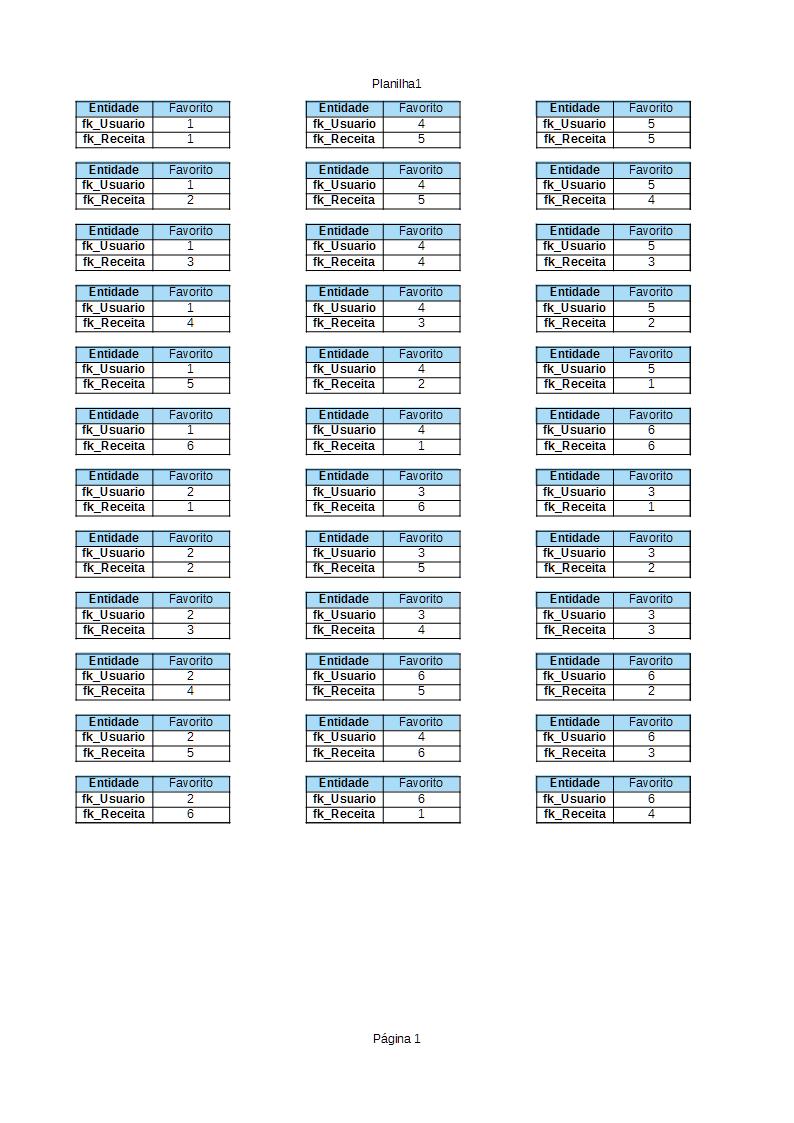 Planilha1
Entidade Favorito Entidade Favorito Entidade Favorito
fk_Usuario 1 fk_Usuario 4 fk_Usuario 5
fk_Receita 1 fk_Receita 5 fk_Receita 5
Entidade Favorito Entidade Favorito Entidade Favorito
fk_Usuario 1 fk_Usuario 4 fk_Usuario 5
fk_Receita 2 fk_Receita 5 fk_Receita 4
Entidade Favorito Entidade Favorito Entidade Favorito
fk_Usuario 1 fk_Usuario 4 fk_Usuario 5
fk_Receita 3 fk_Receita 4 fk_Receita 3
Entidade Favorito Entidade Favorito Entidade Favorito
fk_Usuario 1 fk_Usuario 4 fk_Usuario 5
fk_Receita 4 fk_Receita 3 fk_Receita 2
Entidade Favorito Entidade Favorito Entidade Favorito
fk_Usuario 1 fk_Usuario 4 fk_Usuario 5
fk_Receita 5 fk_Receita 2 fk_Receita 1
Entidade Favorito Entidade Favorito Entidade Favorito
fk_Usuario 1 fk_Usuario 4 fk_Usuario 6
fk_Receita 6 fk_Receita 1 fk_Receita 6
Entidade Favorito Entidade Favorito Entidade Favorito
fk_Usuario 2 fk_Usuario 3 fk_Usuario 3
fk_Receita 1 fk_Receita 6 fk_Receita 1
Entidade Favorito Entidade Favorito Entidade Favorito
fk_Usuario 2 fk_Usuario 3 fk_Usuario 3
fk_Receita 2 fk_Receita 5 fk_Receita 2
Entidade Favorito Entidade Favorito Entidade Favorito
fk_Usuario 2 fk_Usuario 3 fk_Usuario 3
fk_Receita 3 fk_Receita 4 fk_Receita 3
Entidade Favorito Entidade Favorito Entidade Favorito
fk_Usuario 2 fk_Usuario 6 fk_Usuario 6
fk_Receita 4 fk_Receita 5 fk_Receita 2
Entidade Favorito Entidade Favorito Entidade Favorito
fk_Usuario 2 fk_Usuario 4 fk_Usuario 6
fk_Receita 5 fk_Receita 6 fk_Receita 3
Entidade Favorito Entidade Favorito Entidade Favorito
fk_Usuario 2 fk_Usuario 6 fk_Usuario 6
fk_Receita 6 fk_Receita 1 fk_Receita 4
Página 1